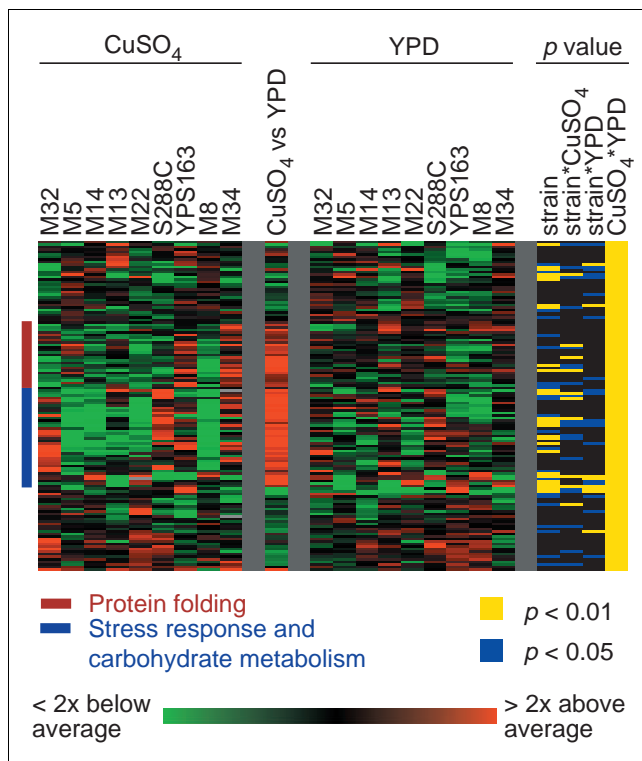 CuSO4
YPD
p value
M32
M5
M14
M13
M22
S288C
YPS163
M8
M34
CuSO4 vs YPD
M32
M5
M14
M13
M22
S288C
YPS163
M8
M34
strain
strain*CuSO4
strain*YPD
CuSO4*YPD
Protein folding
Stress response and
carbohydrate metabolism
p < 0.01
p < 0.05
< 2x below
average
> 2x above
average